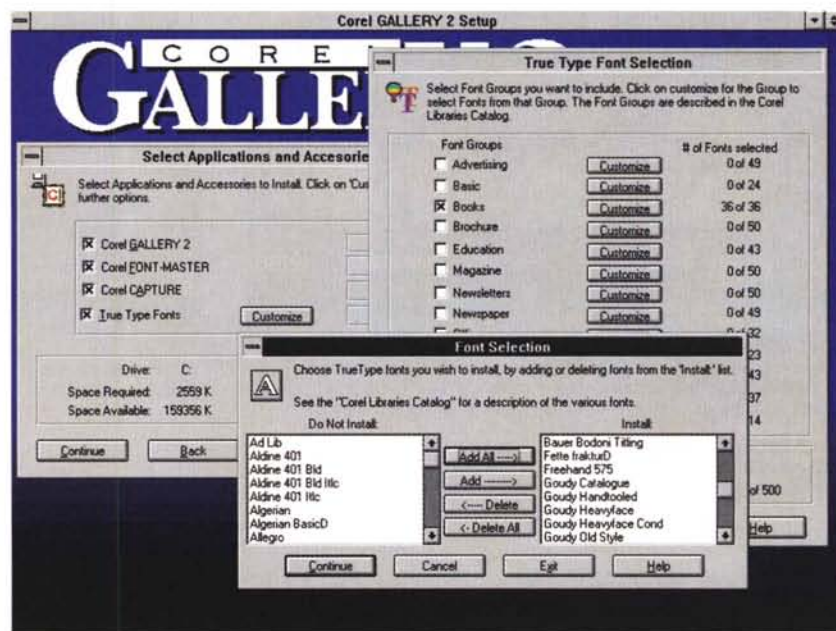 Corel GALLERY 2 Setup
COREL
GALLE
True Type Font Selection
Select Font Groups you want to include. Click on customize for the Group to
select Fonts from that Group. The Font Groups are described in the Corel
Libraries Catalog.
Font Groups
# of Fonts selected
Advertising Customize 0 of 49
Basic Customize 0 of 24
Books Customize 36 of 36
Brochure Customize 0 of 50
Education Customize 0 of 43
Magazine Customize 0 of 50
Newsletters Customize 0 of 50
Newspaper Customize 0 of 49
32
23
43
37
14
of 500
Help
Select Applications and Accesorie
Select Applications and Accessories to Install. Click on 'Cus
further options.
Corel GALLERY 2
Corel FONT-MASTER
Corel CAPTURE
True Type Fonts Customize
Drive: C:
Space Required: 2559 K
Space Available: 159356 K
Continue Back
Font Selection
Choose TrueType fonts you wish to install, by adding or deleting fonts from the 'Install:' list.
See the "Corel Libraries Catalog" for a description of the various fonts.
Do Not Install:
Ad Lib
Aldine 401
Aldine 401 Bld
Aldine 401 Bld Itlc
Aldine 401 Itlc
Algerian
Algerian BasicD
Allegro
Add All ---->
Add ------->
<---- Delete
<- Delete All
Install:
Bauer Bodoni Titling
Fette frakturD
Freehand 575
Goudy Catalogue
Goudy Handtooled
Goudy Heavyface
Goudy Heavyface Cond
Goudy Old Style
Continue Cancel Exit Help